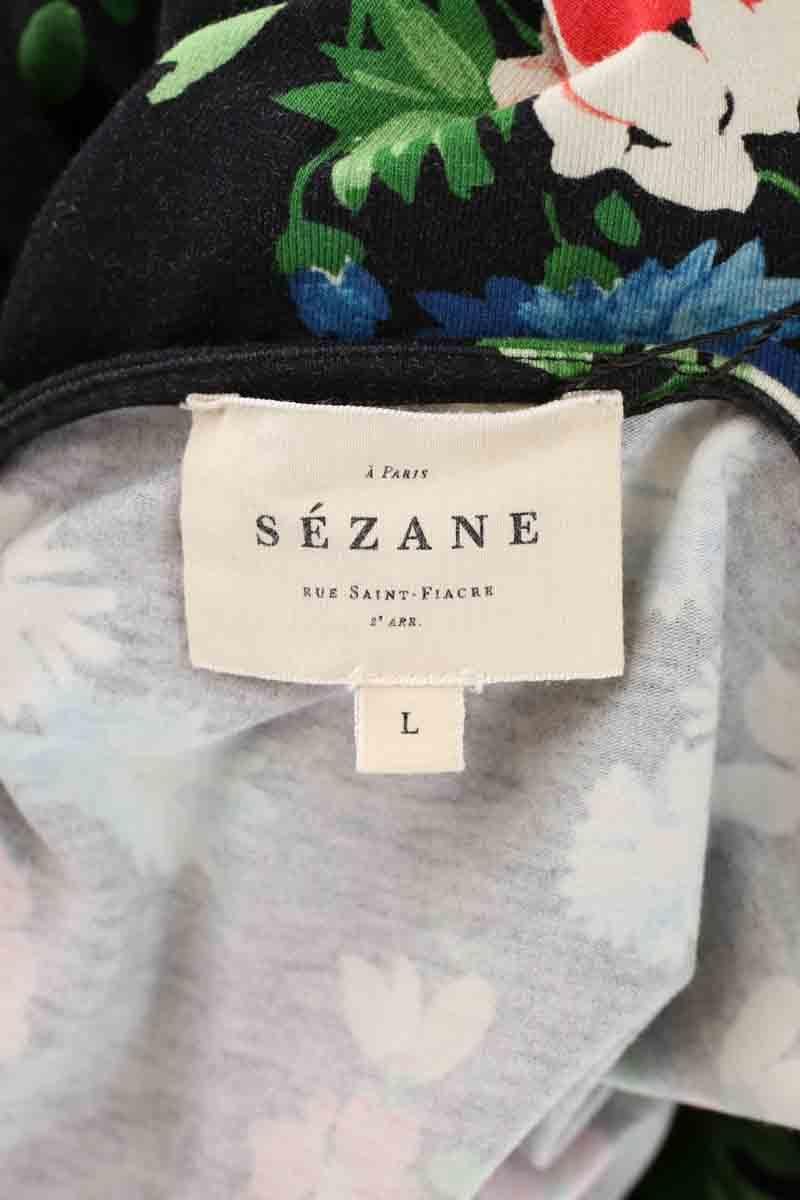 À PARIS
SÉZANE
RUE SAINT-FIACRE
2e ARR.
L